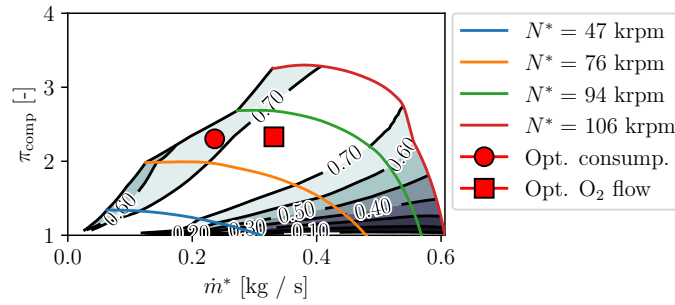 4
3
2
1
π_comp [-]
0.0
0.2
0.4
0.6
ṁ* [kg / s]
0.70
0.60
0.70
0.60
0.50
0.40
0.30
0.20
0.10
N* = 47 krpm
N* = 76 krpm
N* = 94 krpm
N* = 106 krpm
Opt. consump.
Opt. O₂ flow